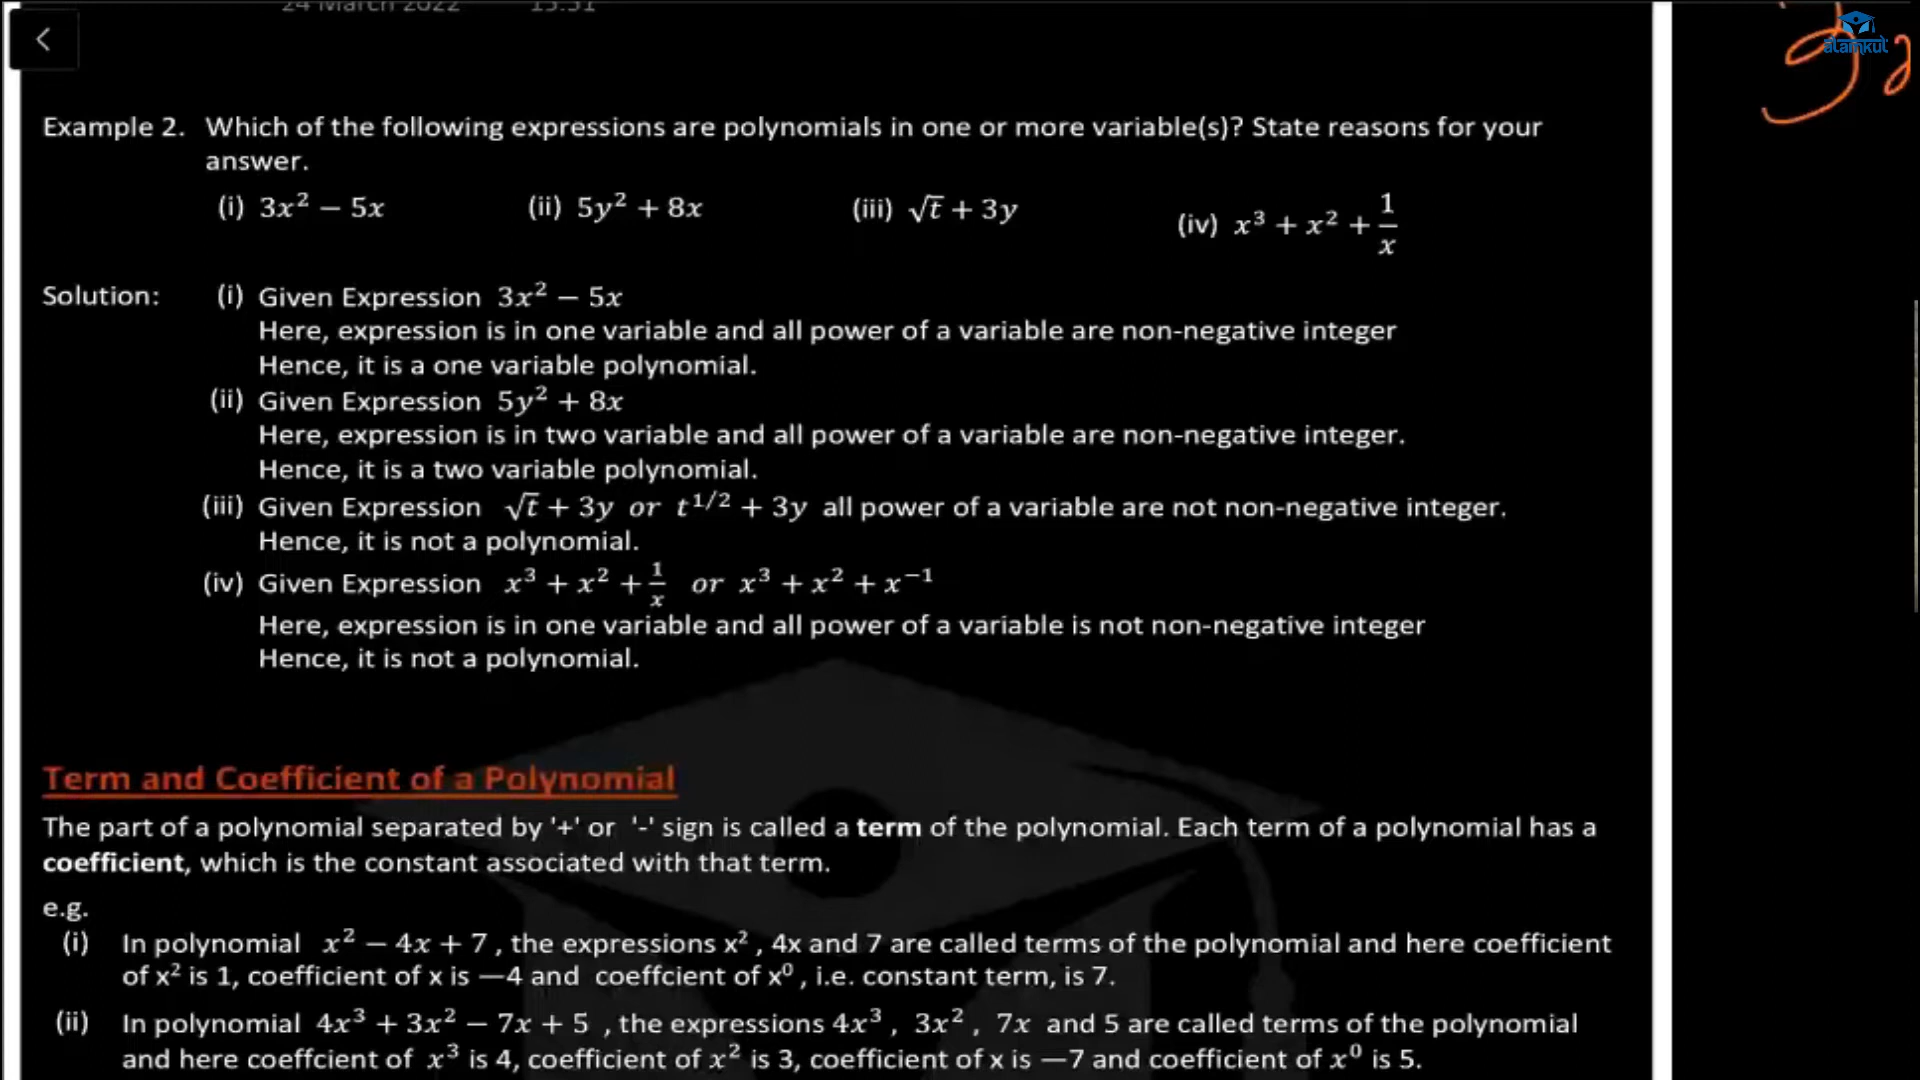 24 March 2022 15:51
alamkut
Example 2. Which of the following expressions are polynomials in one or more variable(s)? State reasons for your
answer.
(i) 3x² − 5x (ii) 5y² + 8x (iii) √t + 3y (iv) x³ + x² + 1/x
Solution: (i) Given Expression 3x² − 5x
Here, expression is in one variable and all power of a variable are non-negative integer
Hence, it is a one variable polynomial.
(ii) Given Expression 5y² + 8x
Here, expression is in two variable and all power of a variable are non-negative integer.
Hence, it is a two variable polynomial.
(iii) Given Expression √t + 3y or t^1/2 + 3y all power of a variable are not non-negative integer.
Hence, it is not a polynomial.
(iv) Given Expression x³ + x² + 1/x or x³ + x² + x⁻¹
Here, expression is in one variable and all power of a variable is not non-negative integer
Hence, it is not a polynomial.
Term and Coefficient of a Polynomial
The part of a polynomial separated by '+' or '-' sign is called a term of the polynomial. Each term of a polynomial has a
coefficient, which is the constant associated with that term.
e.g.
(i) In polynomial x² − 4x + 7 , the expressions x² , 4x and 7 are called terms of the polynomial and here coefficient
of x² is 1, coefficient of x is −4 and coeffcient of x⁰ , i.e. constant term, is 7.
(ii) In polynomial 4x³ + 3x² − 7x + 5 , the expressions 4x³ , 3x² , 7x and 5 are called terms of the polynomial
and here coeffcient of x³ is 4, coefficient of x² is 3, coefficient of x is −7 and coefficient of x⁰ is 5.